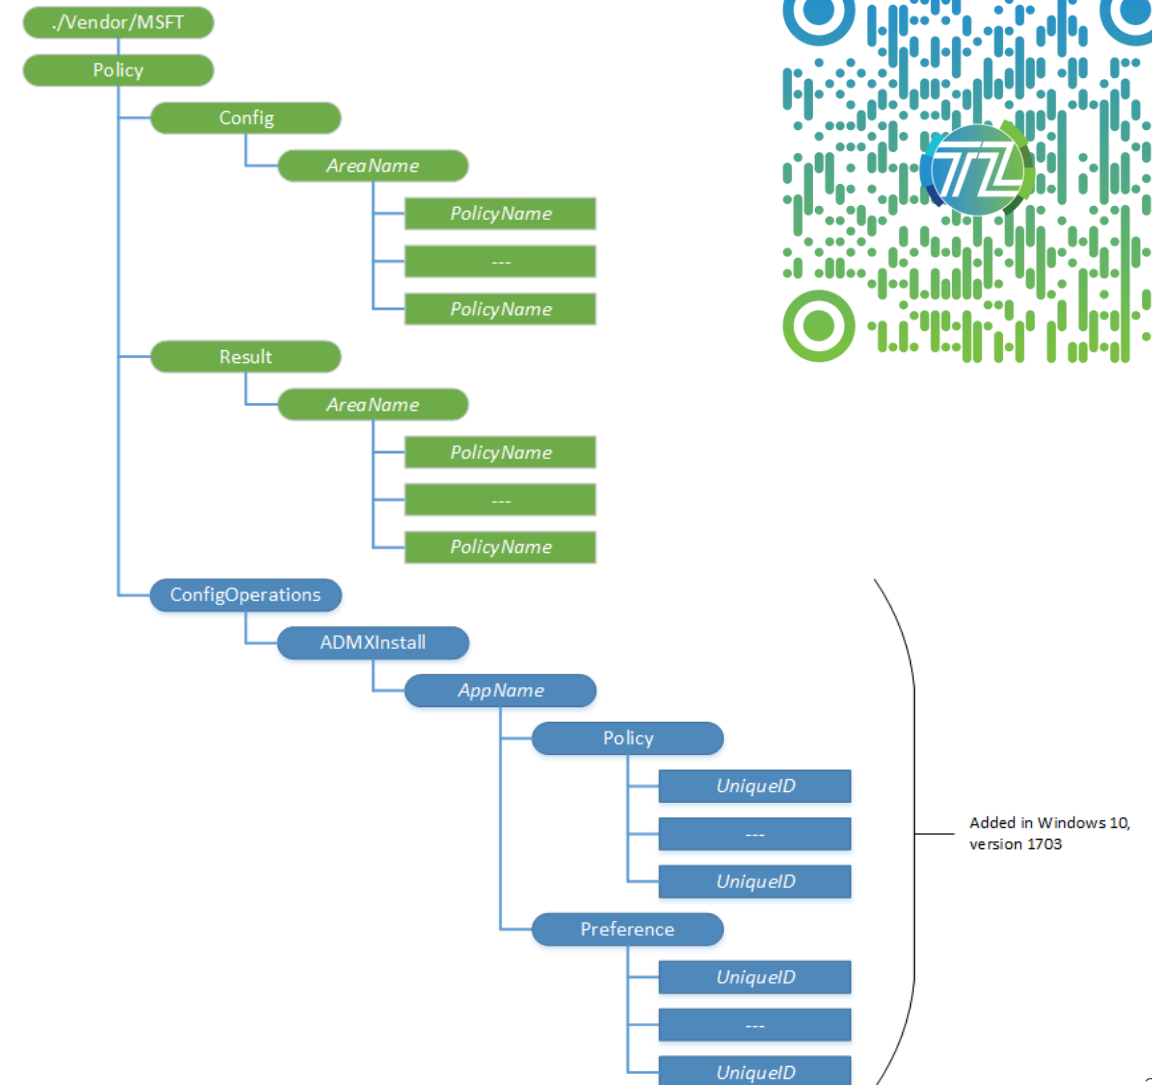 ./Vendor/MSFT
Policy
Config
AreaName
PolicyName
---
PolicyName
Result
AreaName
PolicyName
---
PolicyName
ConfigOperations
ADMXInstall
AppName
Policy
UniqueID
---
UniqueID
Preference
UniqueID
---
UniqueID
Added in Windows 10,
version 1703